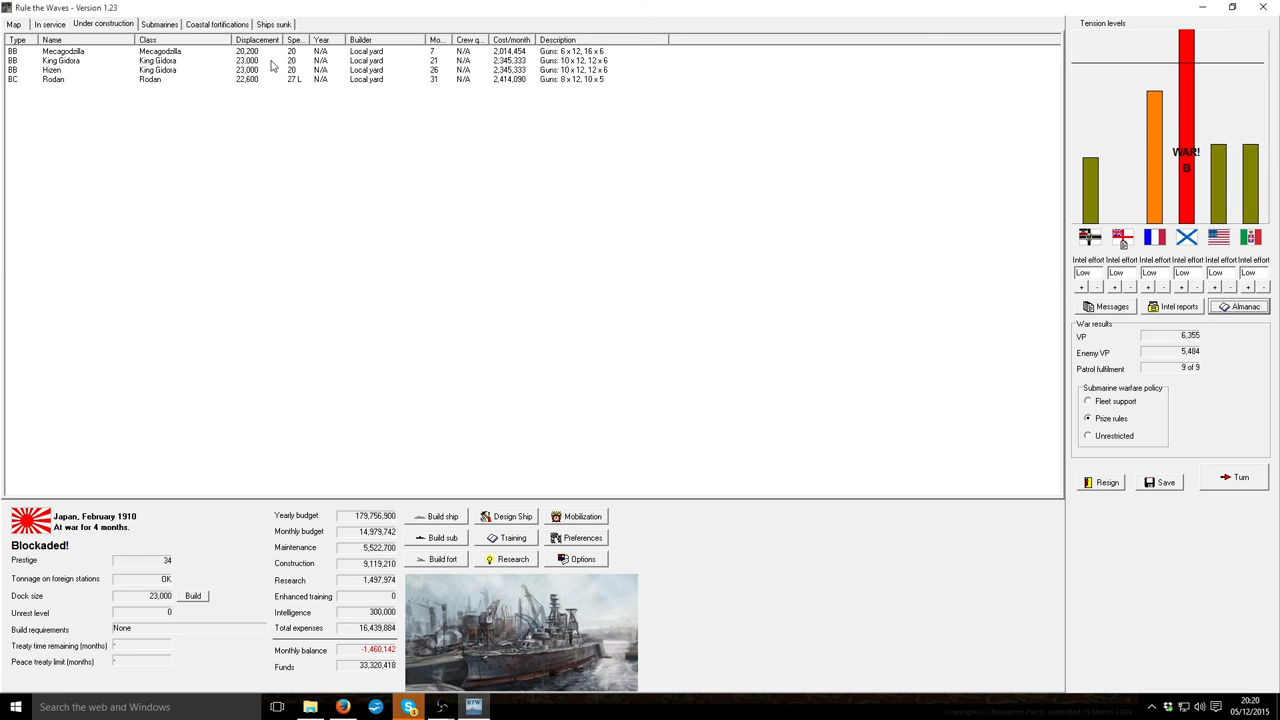 Rule the Waves - Version 1.23
Map In service Under construction Submarines Coastal fortifications Ships sunk
Type Name Class Displacement Spe... Year Builder Mo... Crew q... Cost/month Description
BB Mecagodzilla Mecagodzilla 20,200 20 N/A Local yard 7 N/A 2,014,454 Guns: 6 x 12, 16 x 6
BB King Gidora King Gidora 23,000 20 N/A Local yard 21 N/A 2,345,333 Guns: 10 x 12, 12 x 6
BB Hizen King Gidora 23,000 20 N/A Local yard 26 N/A 2,345,333 Guns: 10 x 12, 12 x 6
BC Rodan Rodan 22,600 27 L N/A Local yard 31 N/A 2,414,090 Guns: 8 x 12, 10 x 5
Tension levels
WAR!
B
Intel effort Intel effort Intel effort Intel effort Intel effort Intel effort
Low Low Low Low Low Low
+ - + - + - + - + - + -
Messages Intel reports Almanac
War results
VP 6,355
Enemy VP 5,484
Patrol fulfilment 9 of 9
Submarine warfare policy
Fleet support
Prize rules
Unrestricted
Resign Save Turn
Japan, February 1910
At war for 4 months.
Blockaded!
Prestige 34
Tonnage on foreign stations OK
Dock size 23,000 Build
Unrest level 0
Build requirements None
Treaty time remaining (months) -
Peace treaty limit (months) -
Yearly budget 179,756,900
Monthly budget 14,979,742
Maintenance 5,522,700
Construction 9,119,210
Research 1,497,974
Enhanced training 0
Intelligence 300,000
Total expenses 16,439,884
Monthly balance -1,460,142
Funds 33,320,418
Build ship Design Ship Mobilization
Build sub Training Preferences
Build fort Research Options
Search the web and Windows
RTW
20:20
05/12/2015